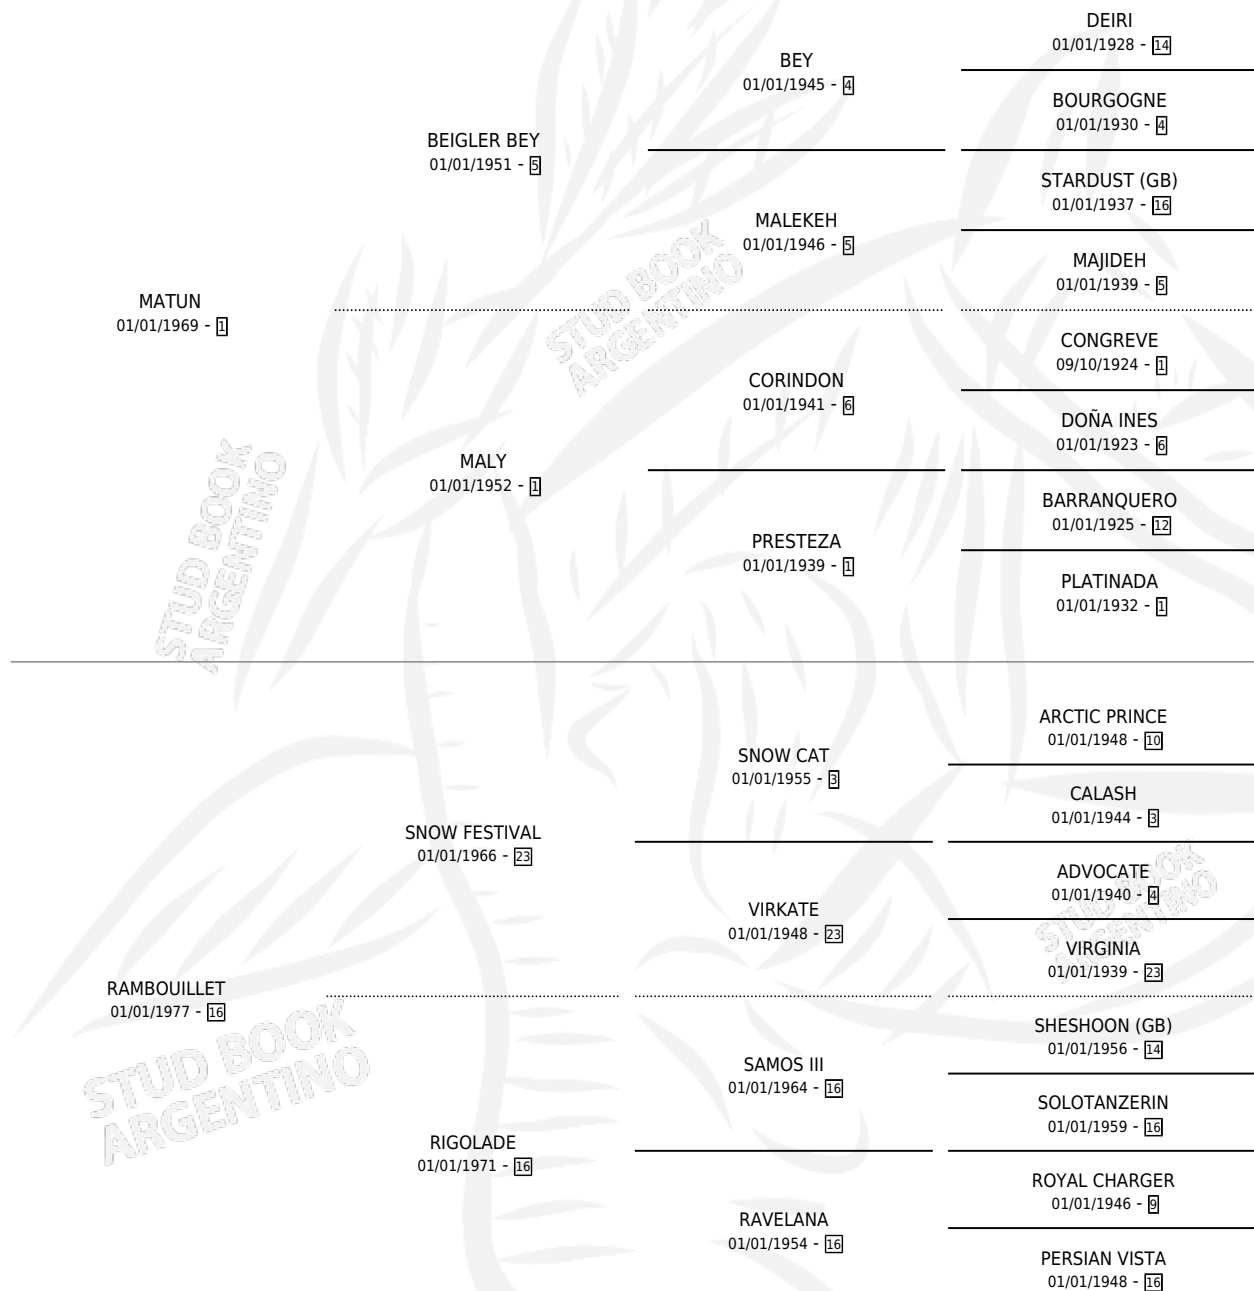 DEIRI
01/01/1928 - 14
BEY
01/01/1945 - 4
BOURGOGNE
01/01/1930 - 4
BEIGLER BEY
01/01/1951 - 5
STARDUST (GB)
01/01/1937 - 16
MALEKEH
01/01/1946 - 5
MAJIDEH
01/01/1939 - 5
MATUN
01/01/1969 - 1
CONGREVE
09/10/1924 - 1
CORINDON
01/01/1941 - 6
DOÑA INES
01/01/1923 - 6
MALY
01/01/1952 - 1
BARRANQUERO
01/01/1925 - 12
PRESTEZA
01/01/1939 - 1
PLATINADA
01/01/1932 - 1
ARCTIC PRINCE
01/01/1948 - 10
SNOW CAT
01/01/1955 - 3
CALASH
01/01/1944 - 3
SNOW FESTIVAL
01/01/1966 - 23
ADVOCATE
01/01/1940 - 4
VIRKATE
01/01/1948 - 23
VIRGINIA
01/01/1939 - 23
RAMBOUILLET
01/01/1977 - 16
SHESHOON (GB)
01/01/1956 - 14
SAMOS III
01/01/1964 - 16
SOLOTANZERIN
01/01/1959 - 16
RIGOLADE
01/01/1971 - 16
ROYAL CHARGER
01/01/1946 - 9
RAVELANA
01/01/1954 - 16
PERSIAN VISTA
01/01/1948 - 16
STUD BOOK
ARGENTINO
STUD BOOK
ARGENTINO
STUD BOOK
ARGENTINO
STUD BOOK
ARGENTINO